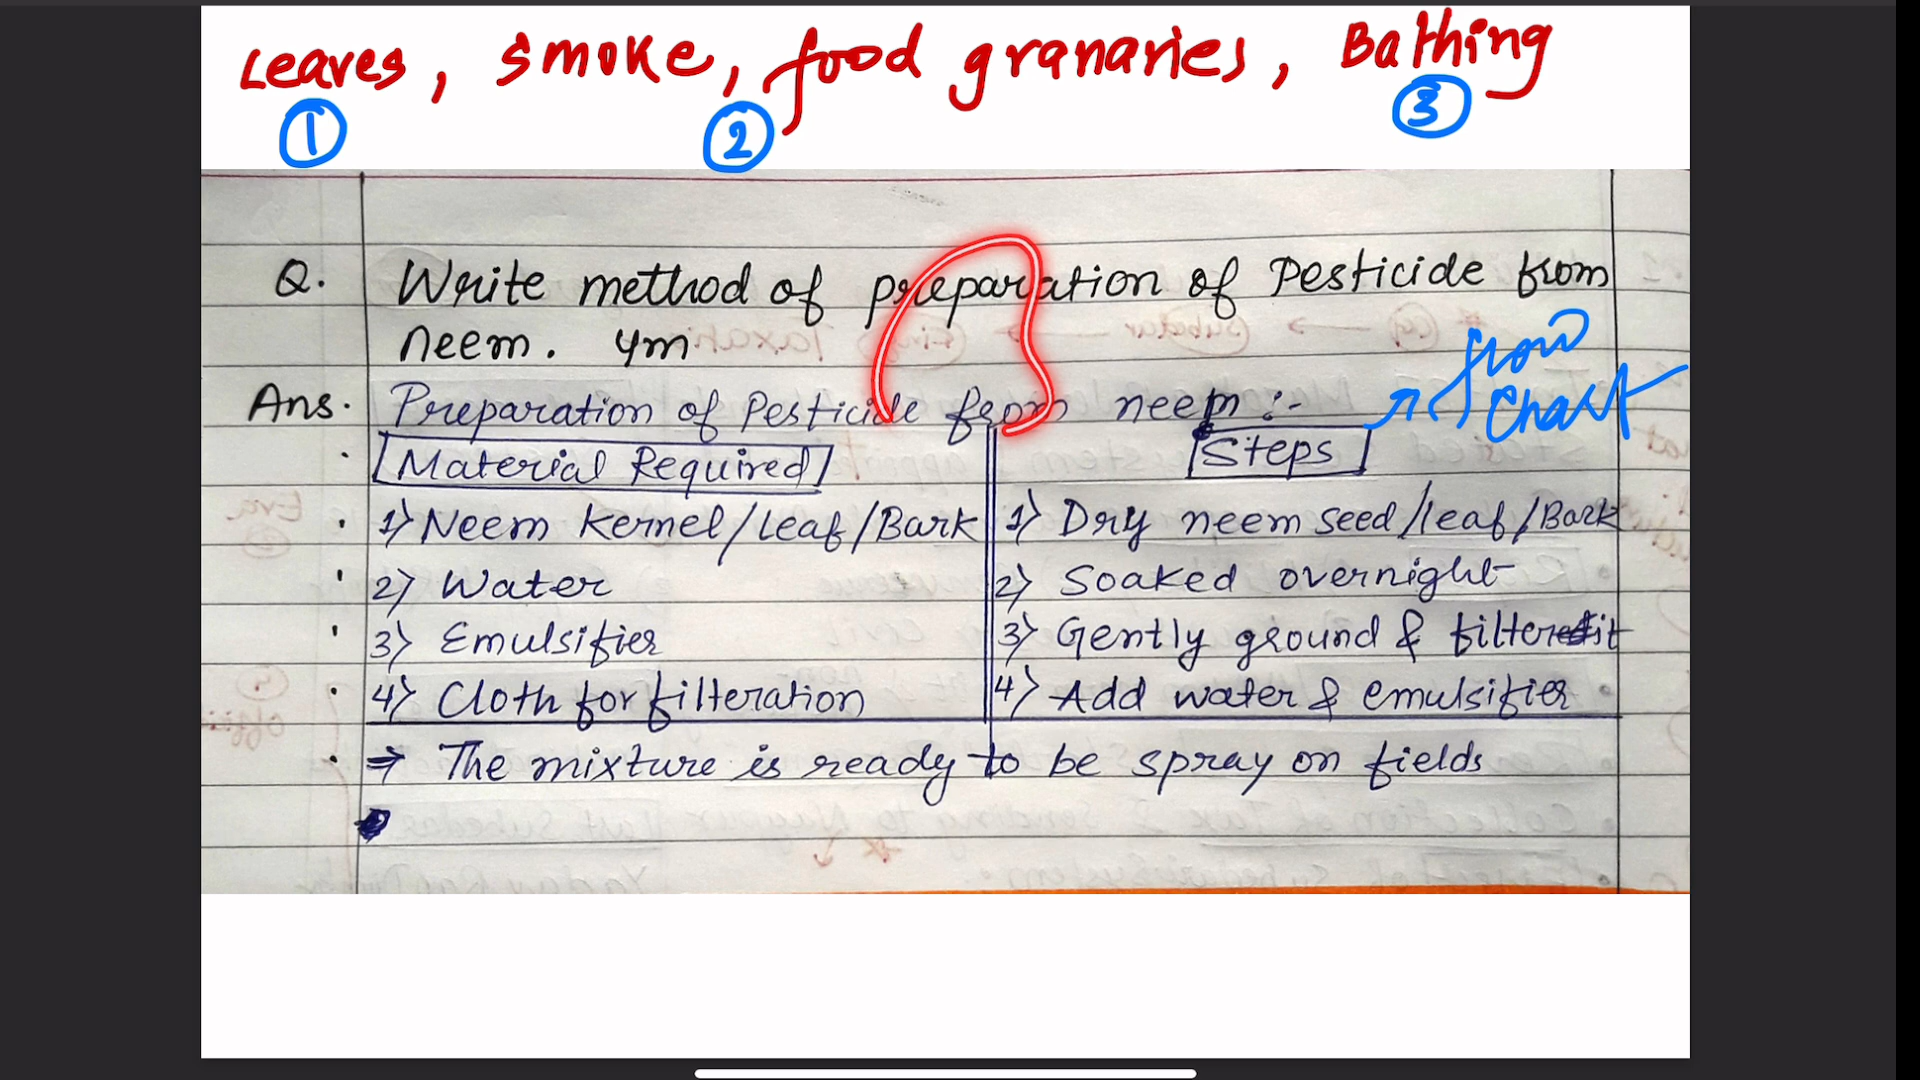 Leaves, smoke, food granaries, Bathing
1 2 3
Q. Write method of preparation of Pesticide from
neem. 4m
Ans. Preparation of Pesticide from neem :-
flow
chart
Material Required
Steps
1) Neem Kernel/Leaf/Bark
1) Dry neem seed/leaf/Bark
2) Water
2) Soaked overnight
3) Emulsifier
3) Gently ground & filter it
4) Cloth for filteration
4) Add water & emulsifier
⇒ The mixture is ready to be spray on fields